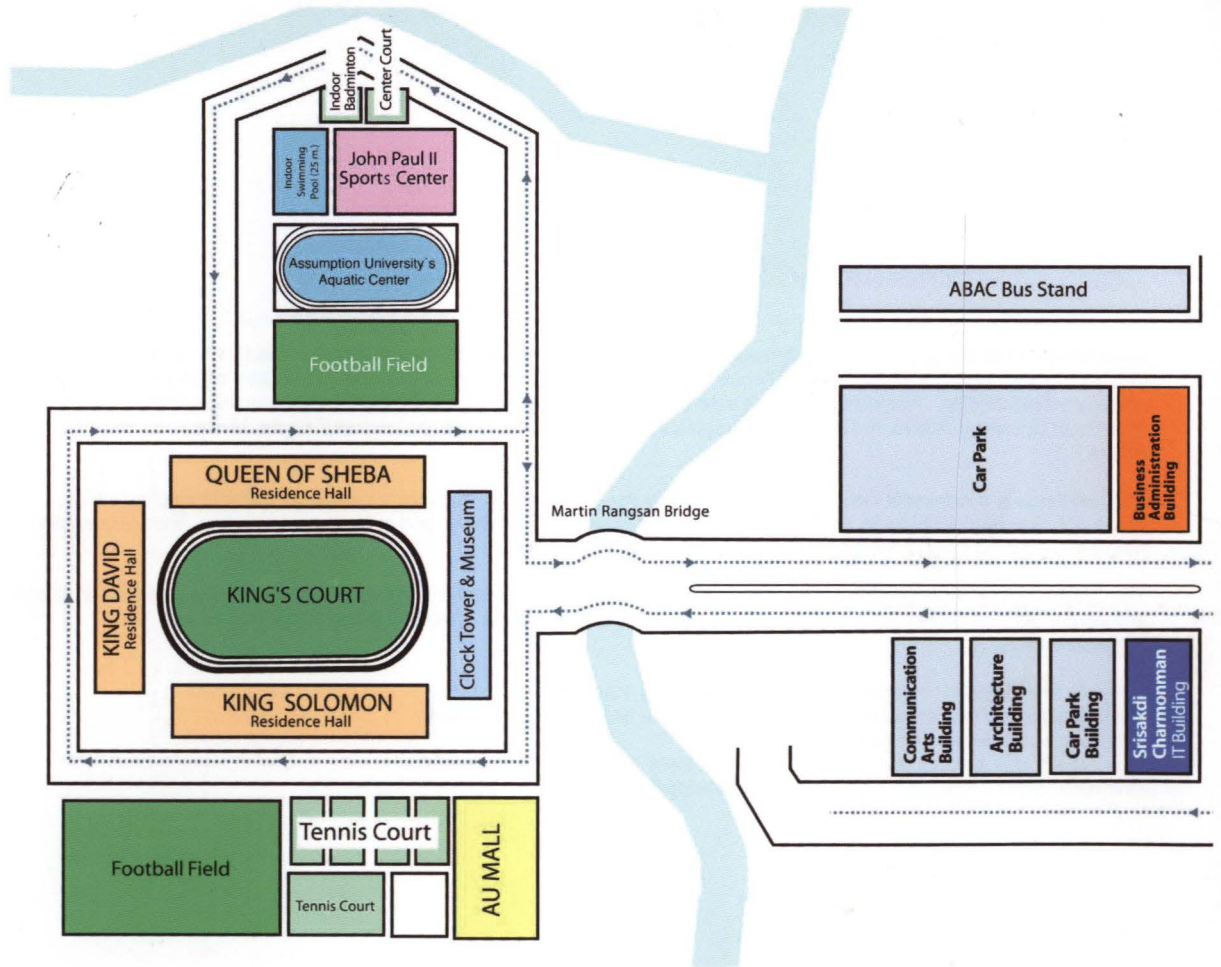 Indoor
Badminton
Center Court
Indoor
Swimming
Pool (25 m.)
John Paul II
Sports Center
Assumption University`s
Aquatic Center
Football Field
ABAC Bus Stand
Car Park
Business
Administration
Building
QUEEN OF SHEBA
Residence Hall
KING DAVID
Residence Hall
KING'S COURT
Clock Tower & Museum
KING SOLOMON
Residence Hall
Martin Rangsan Bridge
Communication
Arts
Building
Architecture
Building
Car Park
Building
Srisakdi
Charmonman
IT Building
Football Field
Tennis Court
Tennis Court
AU MALL